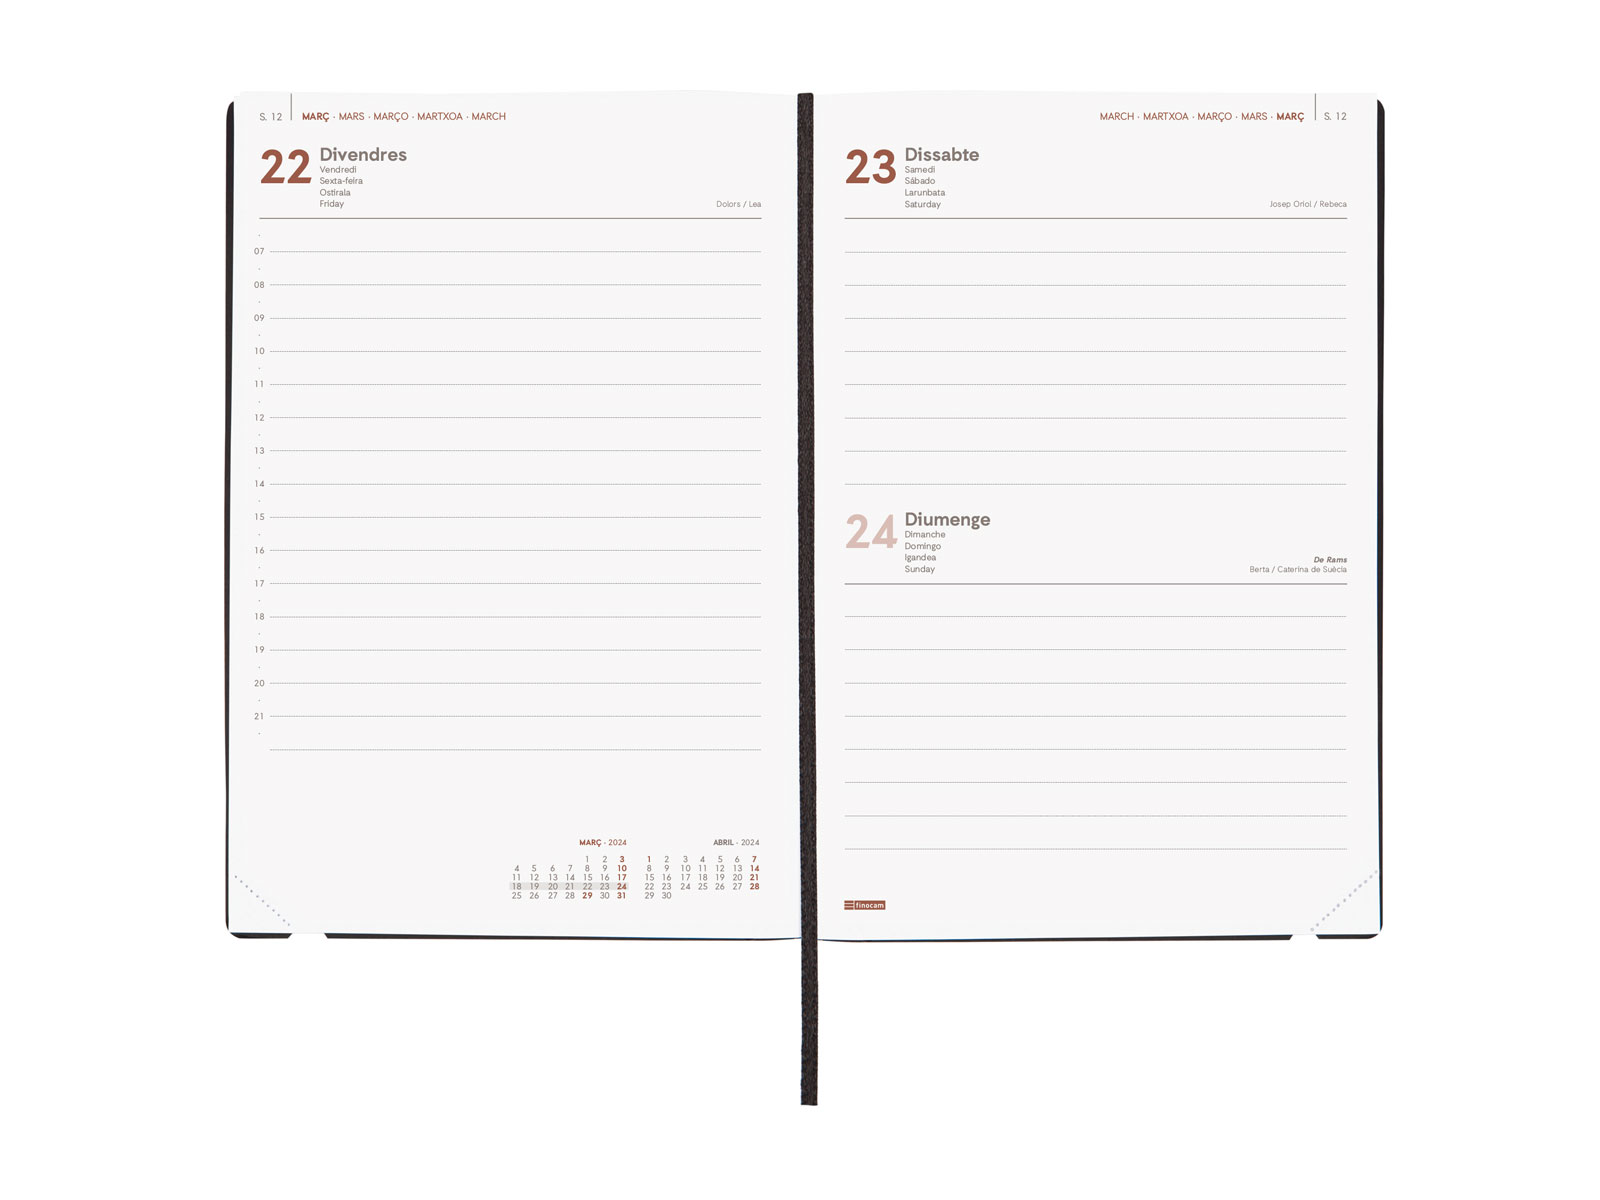 S. 12 MARÇ · MARS · MARÇO · MARTXOA · MARCH
22 Divendres
Vendredi
Sexta-feira
Ostirala
Friday
Dolors / Lea
07
08
09
10
11
12
13
14
15
16
17
18
19
20
21
MARÇ · 2024
1 2 3
4 5 6 7 8 9 10
11 12 13 14 15 16 17
18 19 20 21 22 23 24
25 26 27 28 29 30 31
ABRIL · 2024
1 2 3 4 5 6 7
8 9 10 11 12 13 14
15 16 17 18 19 20 21
22 23 24 25 26 27 28
29 30
MARCH · MARTXOA · MARÇO · MARS · MARÇ S. 12
23 Dissabte
Samedi
Sábado
Larunbata
Saturday
Josep Oriol / Rebeca
24 Diumenge
Dimanche
Domingo
Igandea
Sunday
De Rams
Berta / Caterina de Suècia
finocam